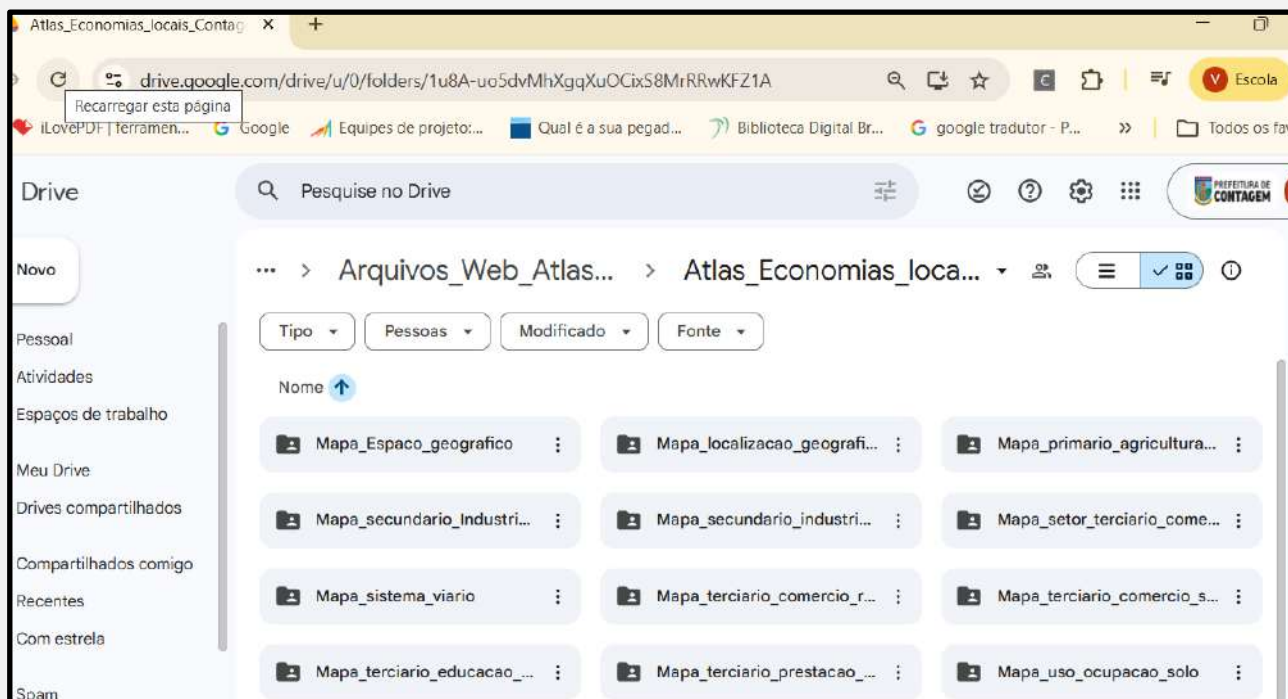 Atlas_Economias_locais_Contag
drive.google.com/drive/u/0/folders/1u8A-uo5dvMhXgqXuOCixS8MrRRwKFZ1A
Escola
Recarregar esta página
iLovePDF | ferramen...
Google
Equipes de projeto:...
Qual é a sua pegad...
Biblioteca Digital Br...
google tradutor - P...
»
Todos os fav
Drive
Pesquise no Drive
PREFEITURA DE
CONTAGEM
Novo
... > Arquivos_Web_Atlas... > Atlas_Economias_loca...
Tipo
Pessoas
Modificado
Fonte
Nome
Pessoal
Atividades
Espaços de trabalho
Meu Drive
Drives compartilhados
Compartilhados comigo
Recentes
Com estrela
Spam
Mapa_Espaco_geografico
Mapa_localizacao_geografi...
Mapa_primario_agricultura...
Mapa_secundario_Industri...
Mapa_secundario_industri...
Mapa_setor_terciario_come...
Mapa_sistema_viario
Mapa_terciario_comercio_r...
Mapa_terciario_comercio_s...
Mapa_terciario_educacao_...
Mapa_terciario_prestacao_...
Mapa_uso_ocupacao_solo